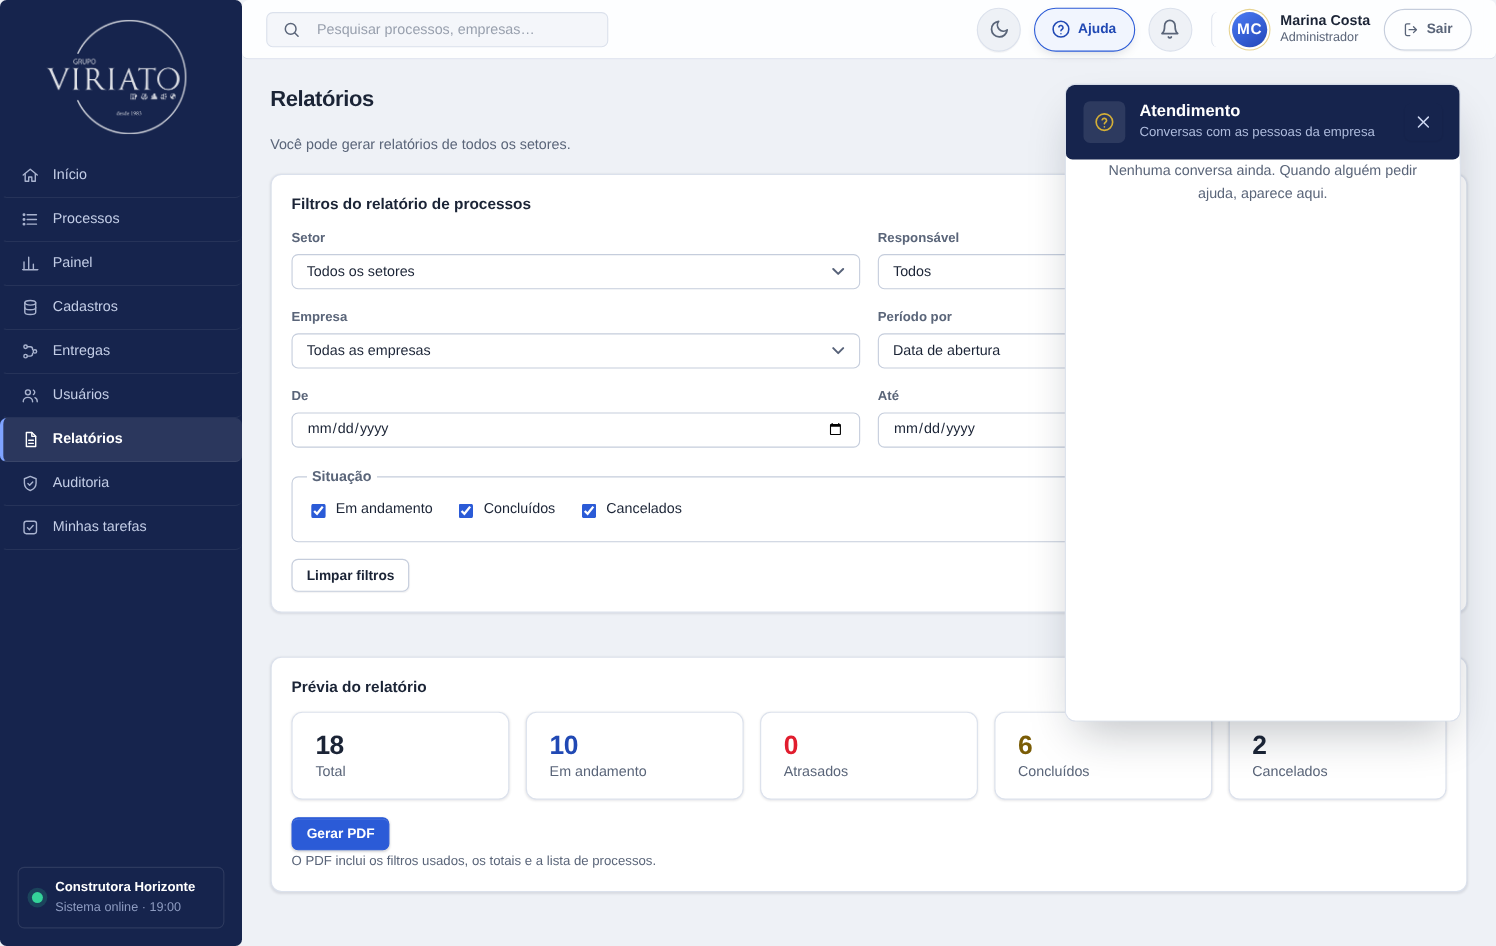 GRUPO
VIRIATO
desde 1983
Início
Processos
Painel
Cadastros
Entregas
Usuários
Relatórios
Auditoria
Minhas tarefas
Construtora Horizonte
Sistema online · 19:00
Pesquisar processos, empresas…
Ajuda
MC
Marina Costa
Administrador
Sair
Relatórios
Você pode gerar relatórios de todos os setores.
Filtros do relatório de processos
Setor
Responsável
Todos os setores
Todos
Empresa
Período por
Todas as empresas
Data de abertura
De
Até
mm/dd/yyyy
mm/dd/yyyy
Situação
Em andamento
Concluídos
Cancelados
Limpar filtros
Atendimento
Conversas com as pessoas da empresa
Nenhuma conversa ainda. Quando alguém pedir
ajuda, aparece aqui.
Prévia do relatório
18
Total
10
Em andamento
0
Atrasados
6
Concluídos
2
Cancelados
Gerar PDF
O PDF inclui os filtros usados, os totais e a lista de processos.